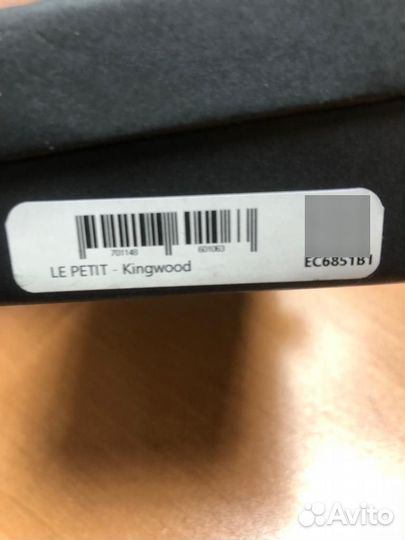 701148 601063
LE PETIT - Kingwood
EC6851B1
Avito